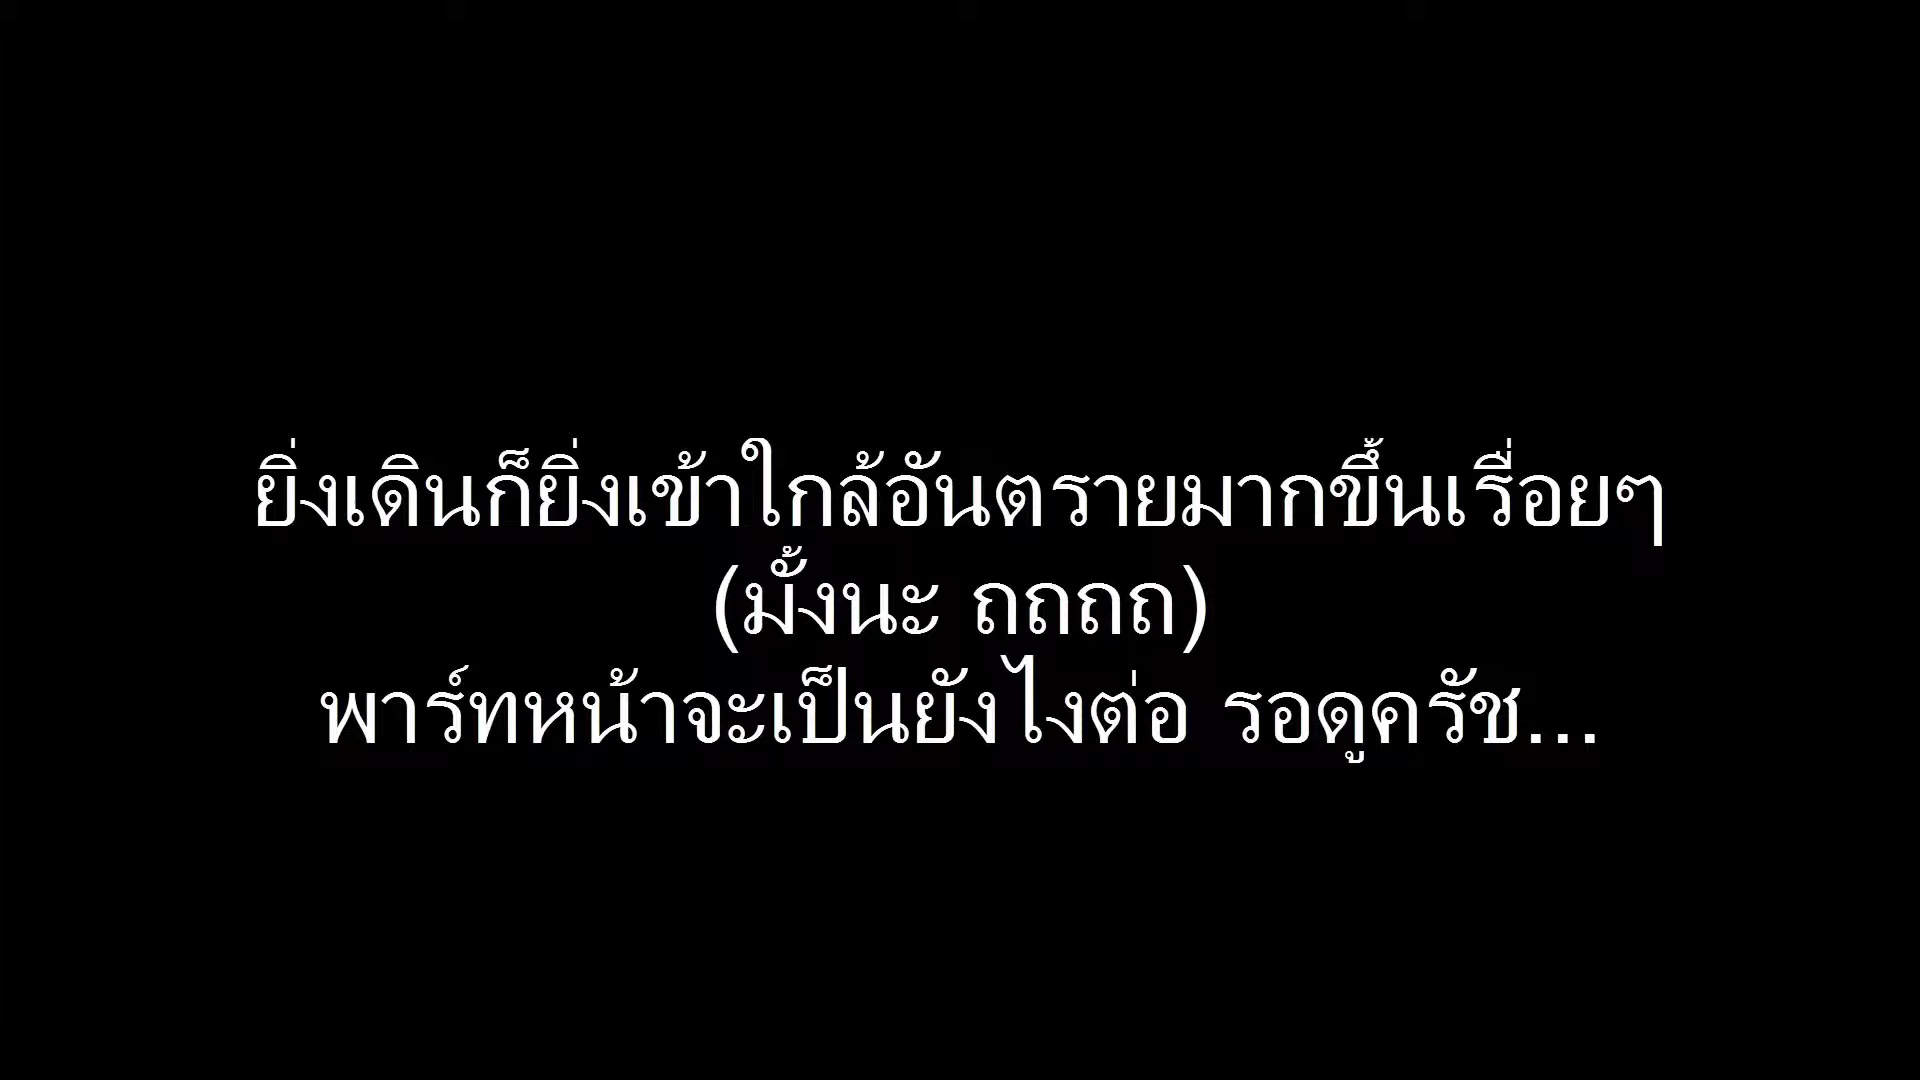 ยิ่งเดินก็ยิ่งเข้าใกล้อันตรายมากขึ้นเรื่อยๆ
(มั้งนะ ถถถถ)
พาร์ทหน้าจะเป็นยังไงต่อ รอดูครัช...